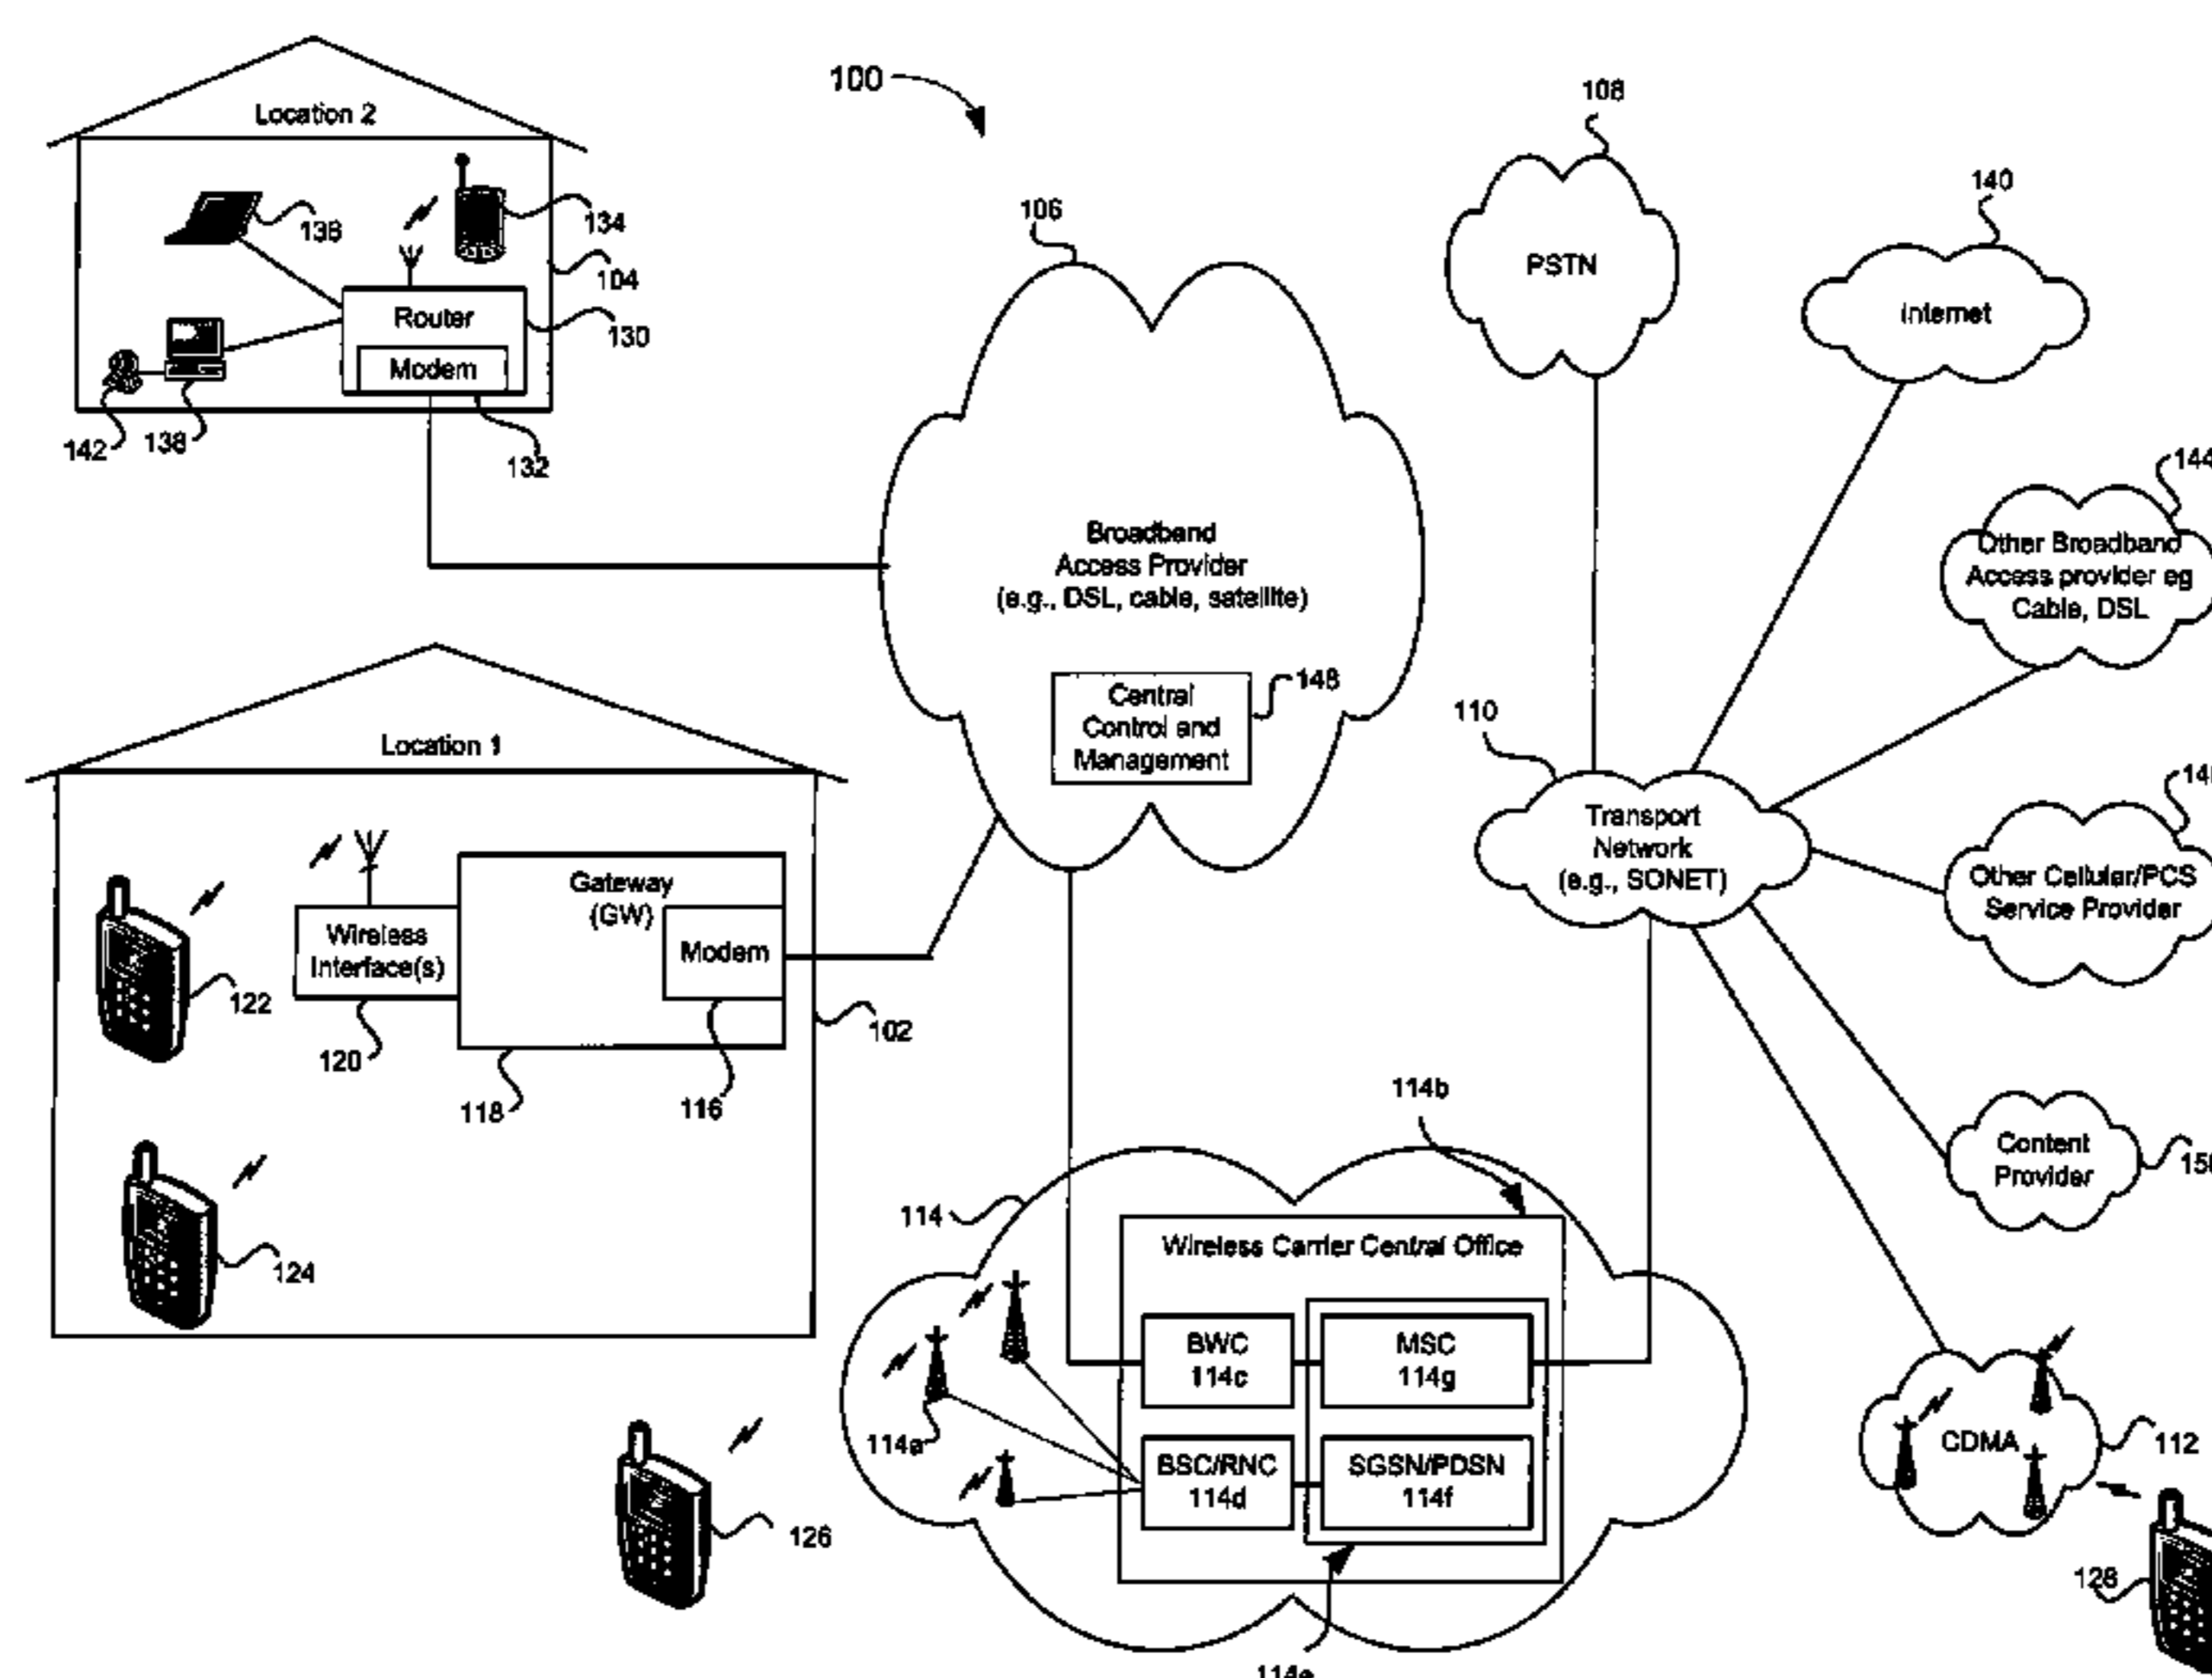 100
Location 2
138
134
104
Router
130
Modem
142
138
132
106
Broadband
Access Provider
(e.g., DSL, cable, satellite)
Central
Control and
Management
148
108
PSTN
140
Internet
144
Other Broadband
Access provider eg
Cable, DSL
110
Transport
Network
(e.g., SONET)
Other Cellular/PCS
Service Provider
Content
Provider
Location 1
Gateway
(GW)
Modem
Wireless
Interface(s)
122
120
118
116
102
124
126
114
114b
Wireless Carrier Central Office
BWC
114c
MSC
114g
BSC/RNC
114d
SGSN/PDSN
114f
114a
114e
CDMA
112
128